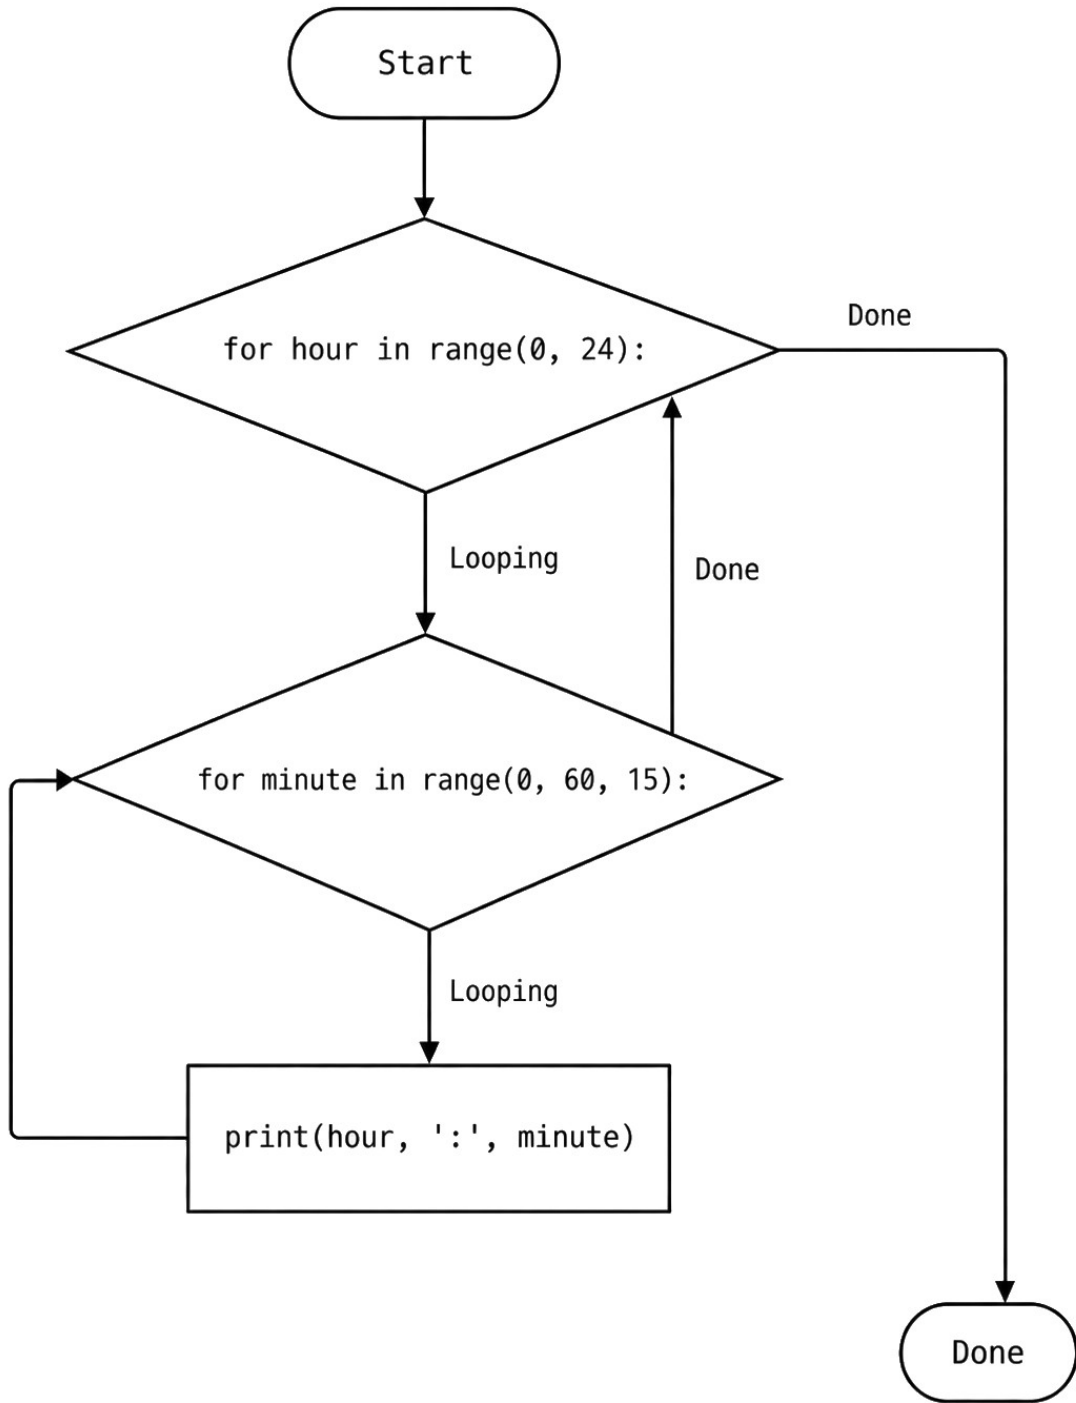 Start
for hour in range(0, 24):
Done
Looping
Done
for minute in range(0, 60, 15):
Looping
print(hour, ':', minute)
Done